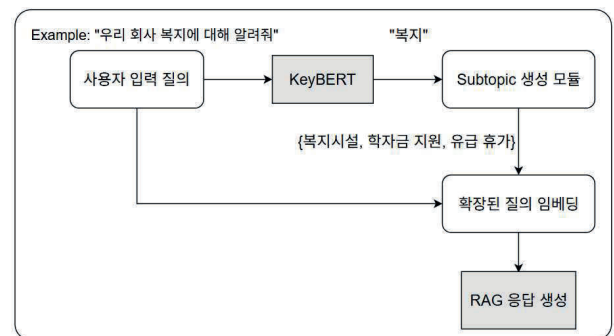 Example: "우리 회사 복지에 대해 알려줘"
"복지"
사용자 입력 질의
KeyBERT
Subtopic 생성 모듈
{복지시설, 학자금 지원, 유급 휴가}
확장된 질의 임베딩
RAG 응답 생성